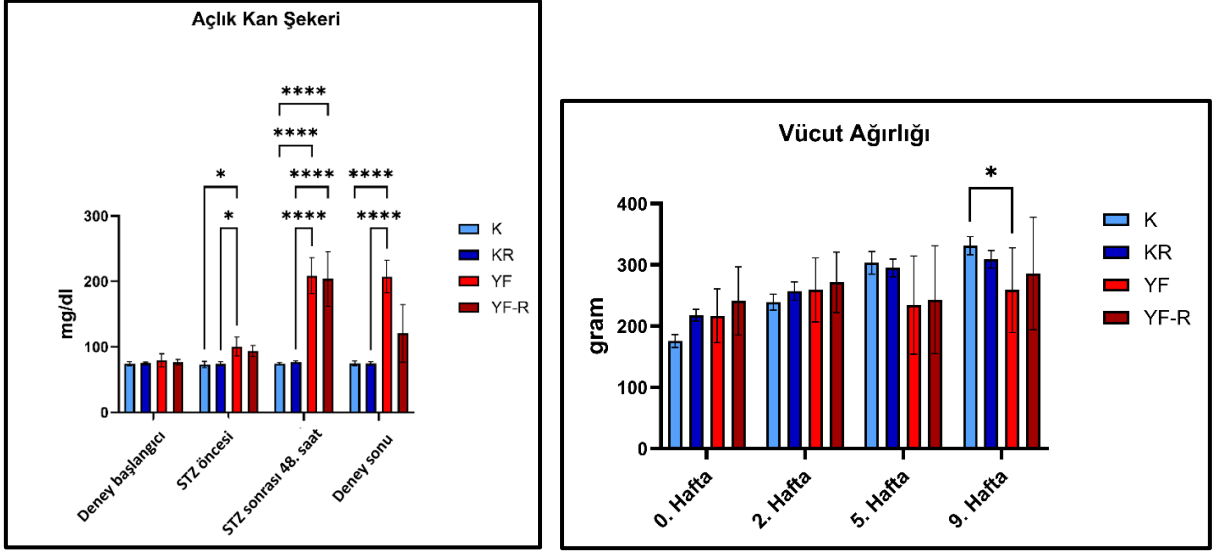 Açlık Kan Şekeri
****
****
* **** ****
* **** ****
mg/dl
300
200
100
0
Deney başlangıcı
STZ öncesi
STZ sonrası 48. saat
Deney sonu
K
KR
YF
YF-R
Vücut Ağırlığı
*
gram
400
300
200
100
0
0. Hafta
2. Hafta
5. Hafta
9. Hafta
K
KR
YF
YF-R